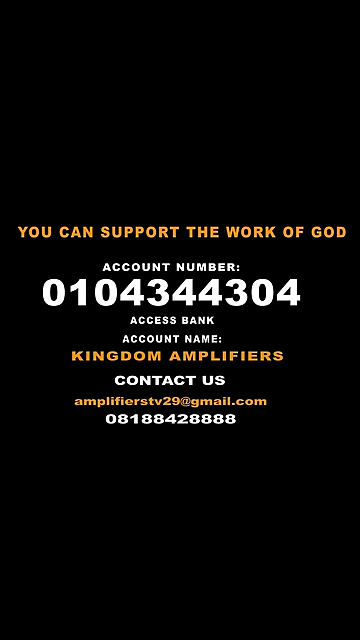 YOU CAN SUPPORT THE WORK OF GOD
ACCOUNT NUMBER:
0104344304
ACCESS BANK
ACCOUNT NAME:
KINGDOM AMPLIFIERS
CONTACT US
amplifierstv29@gmail.com
08188428888